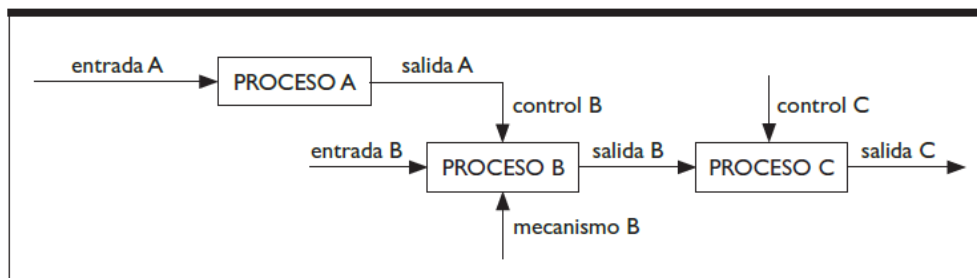 entrada A
PROCESO A
salida A
control B
control C
entrada B
PROCESO B
salida B
PROCESO C
salida C
mecanismo B